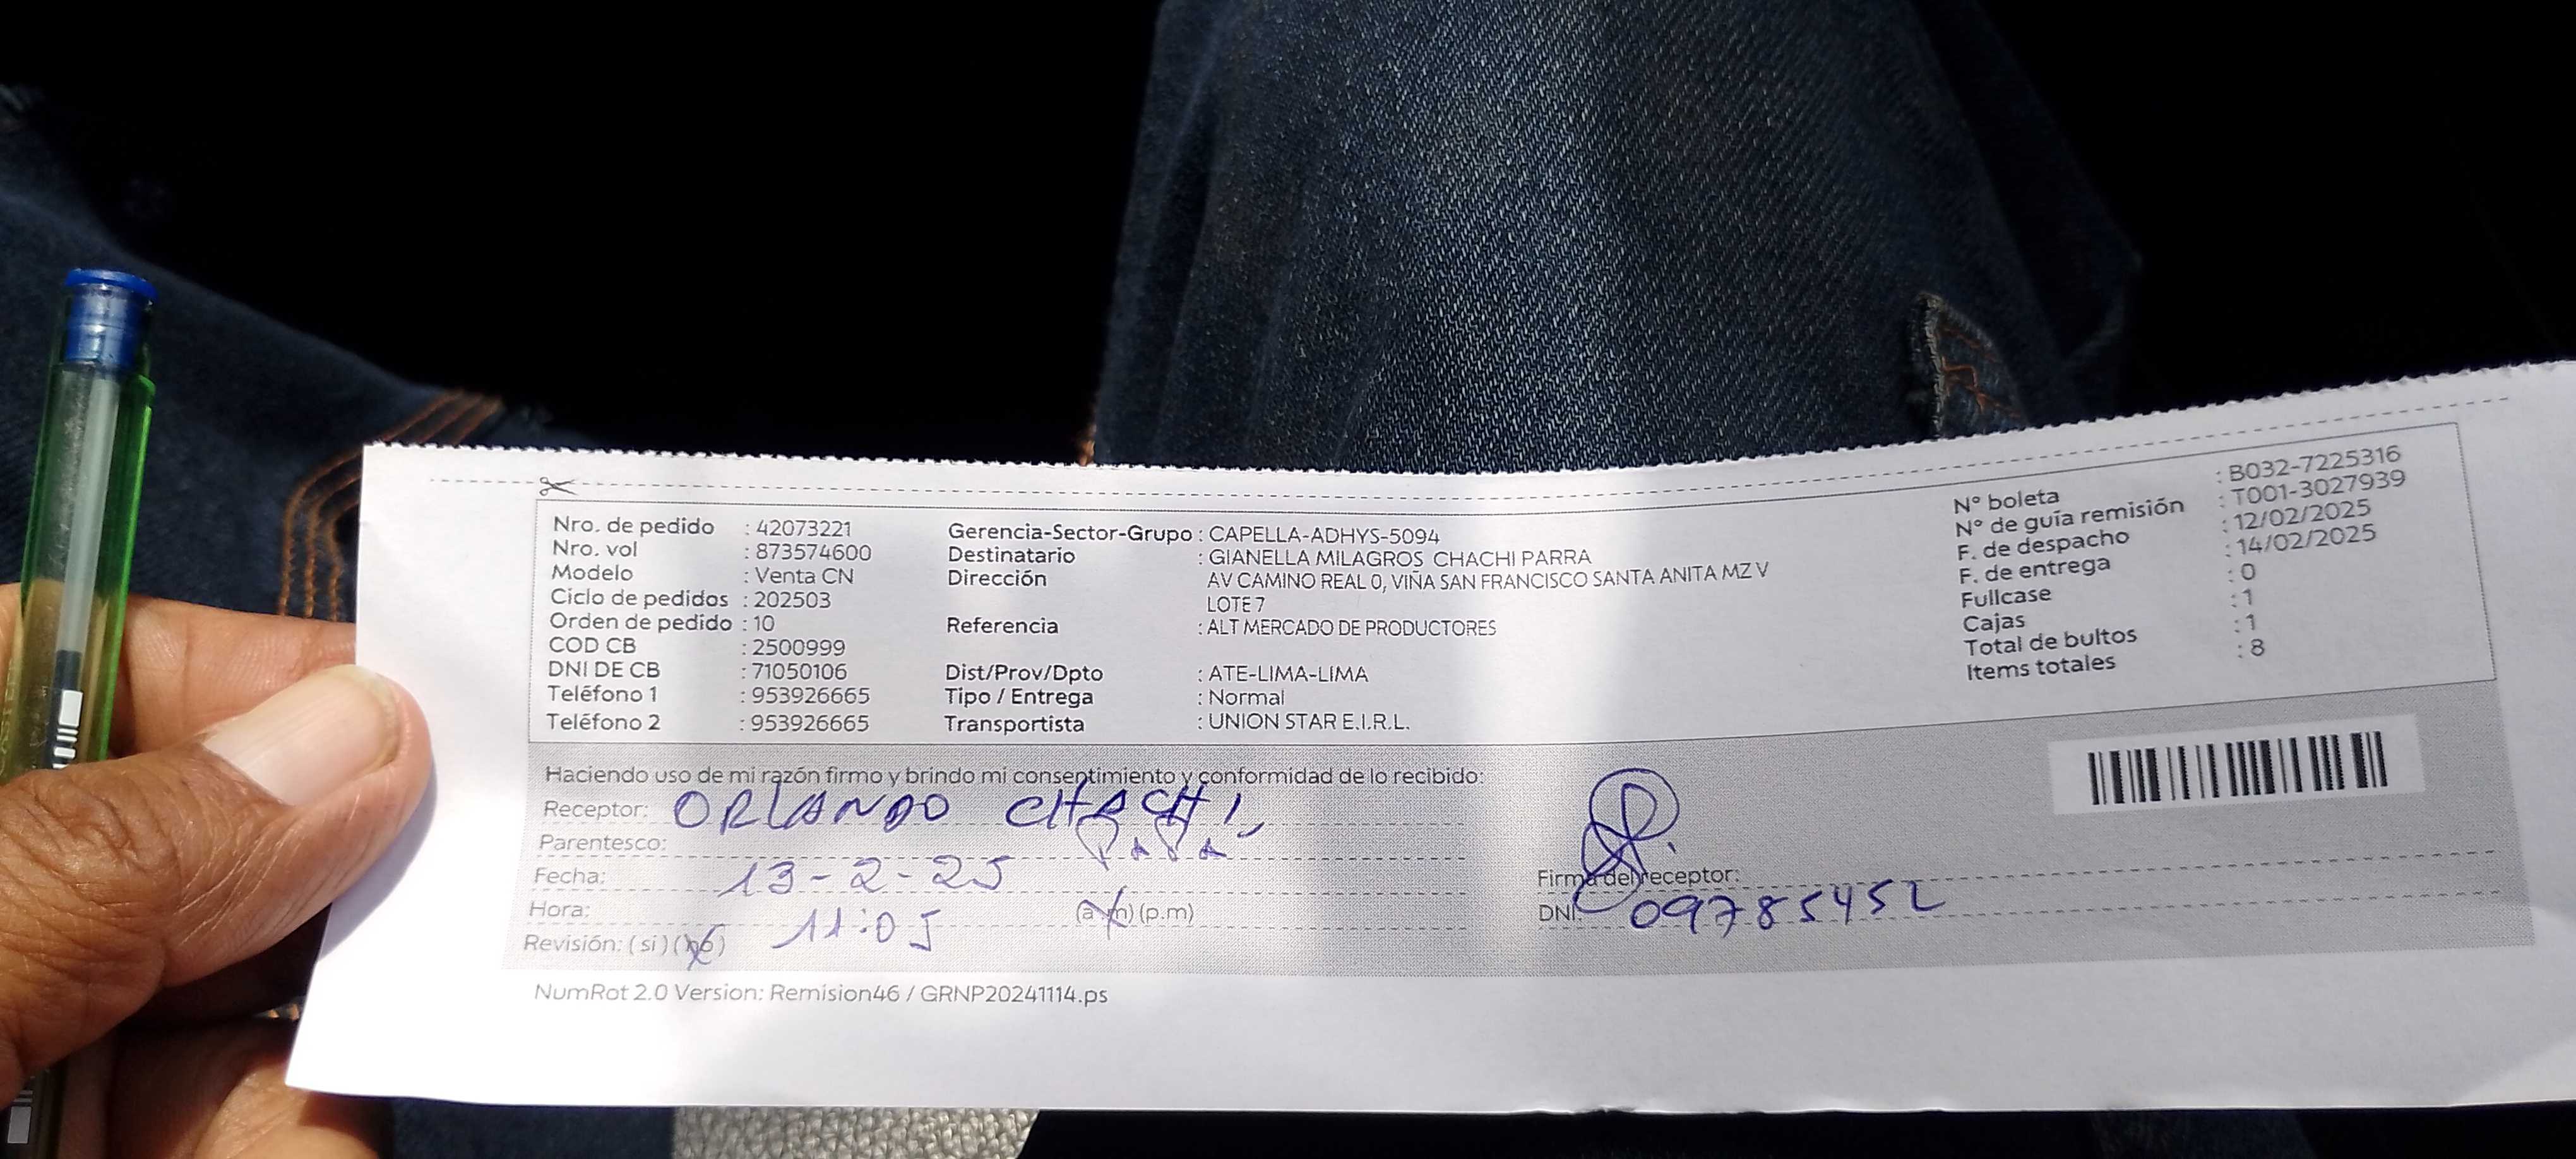 Nro. de pedido : 42073221
Nro. vol : 873574600
Modelo : Venta CN
Ciclo de pedidos : 202503
Orden de pedido : 10
COD CB : 2500999
DNI DE CB : 71050106
Teléfono 1 : 953926665
Teléfono 2 : 953926665
Gerencia-Sector-Grupo : CAPELLA-ADHYS-5094
Destinatario : GIANELLA MILAGROS CHACHI PARRA
Dirección AV CAMINO REAL 0, VIÑA SAN FRANCISCO SANTA ANITA MZ V
LOTE 7
Referencia : ALT MERCADO DE PRODUCTORES
Dist/Prov/Dpto : ATE-LIMA-LIMA
Tipo / Entrega : Normal
Transportista : UNION STAR E.I.R.L.
N° boleta : B032-7225316
N° de guía remisión : T001-3027939
F. de despacho : 12/02/2025
F. de entrega : 14/02/2025
Fullcase : 0
Cajas : 1
Total de bultos : 1
Items totales : 8
Haciendo uso de mi razón firmo y brindo mi consentimiento y conformidad de lo recibido:
Receptor: ORLANDO CHACHI
Parentesco: PAPA
Fecha: 13-2-25
Hora: 11:05 (a.m) (p.m)
Revisión: (si) (no)
Firma del receptor:
DNI: 09785452
NumRot 2.0 Version: Remision46 / GRNP20241114.ps